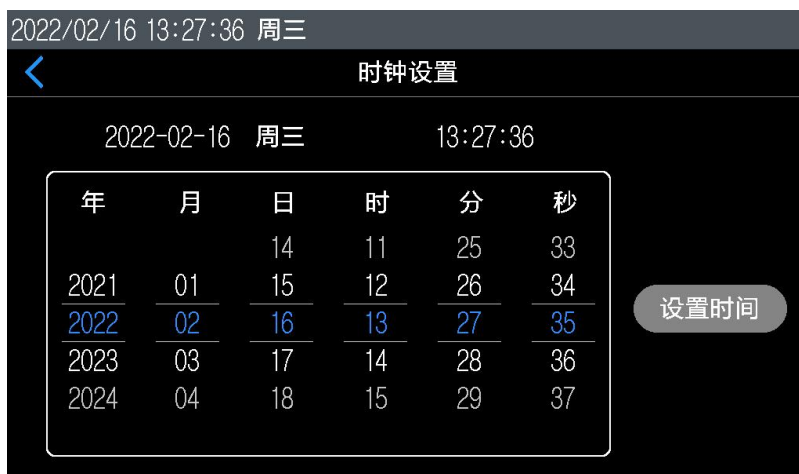 2022/02/16 13:27:36 周三
时钟设置
2022-02-16 周三 13:27:36
年 月 日 时 分 秒
14 11 25 33
2021 01 15 12 26 34
2022 02 16 13 27 35
设置时间
2023 03 17 14 28 36
2024 04 18 15 29 37